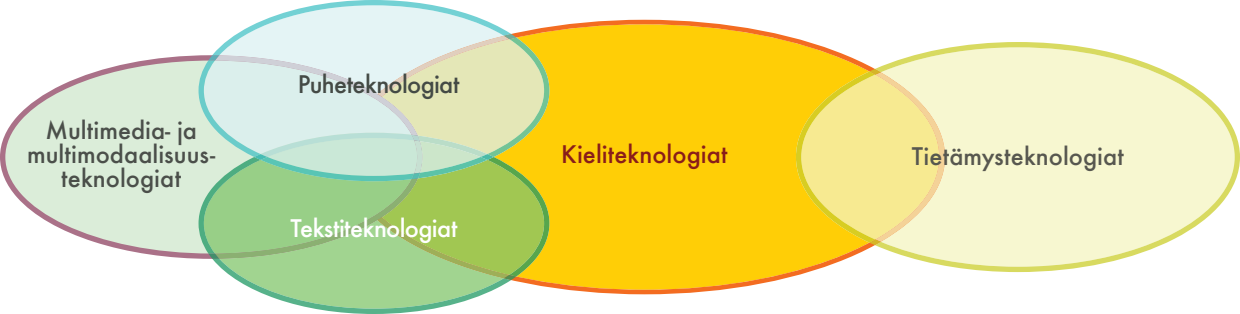 Puheteknologiat
Multimedia- ja
multimodaalisuus-
teknologiat
Tekstiteknologiat
Kieliteknologiat
Tietämysteknologiat